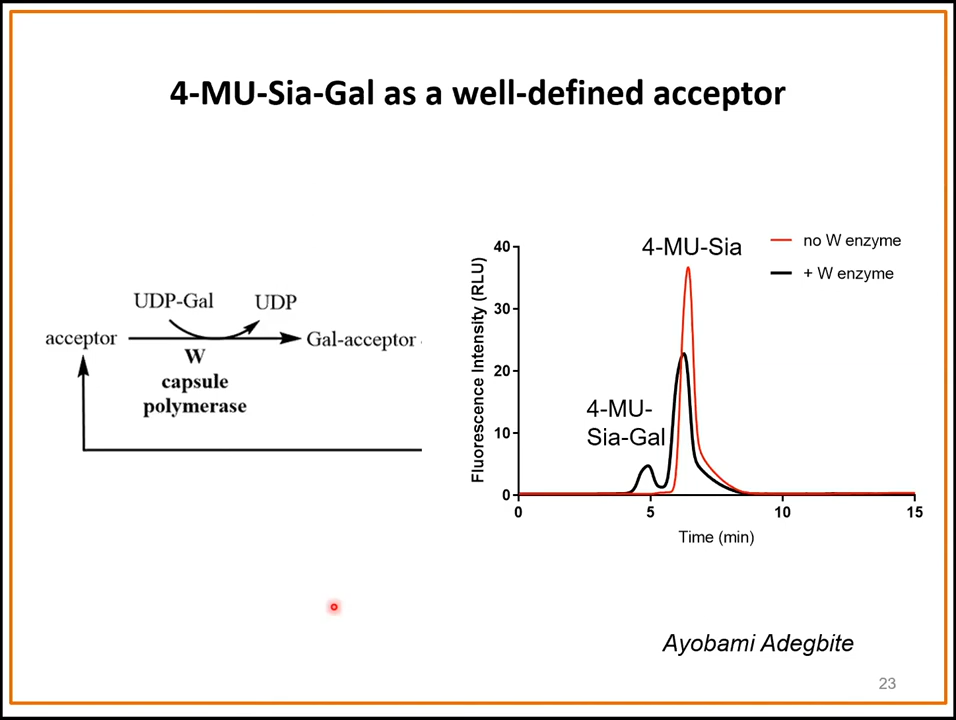 4-MU-Sia-Gal as a well-defined acceptor
UDP-Gal
UDP
acceptor
Gal-acceptor
W
capsule
polymerase
4-MU-Sia
no W enzyme
+ W enzyme
4-MU-
Sia-Gal
Fluorescence Intensity (RLU)
40
30
20
10
0
0
5
10
15
Time (min)
Ayobami Adegbite
23